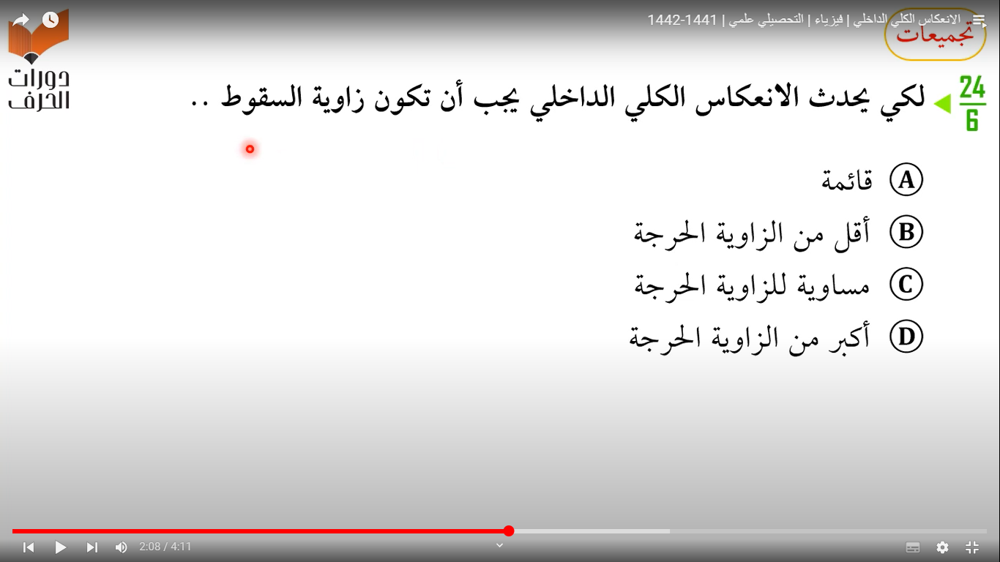 الانعكاس الكلي الداخلي | فيزياء | التحصيلي علمي | 1441-1442
تجميعات
دورات
الحرف
24
6
لكي يحدث الانعكاس الكلي الداخلي يجب أن تكون زاوية السقوط ..
A قائمة
B أقل من الزاوية الحرجة
C مساوية للزاوية الحرجة
D أكبر من الزاوية الحرجة
2:08 / 4:11